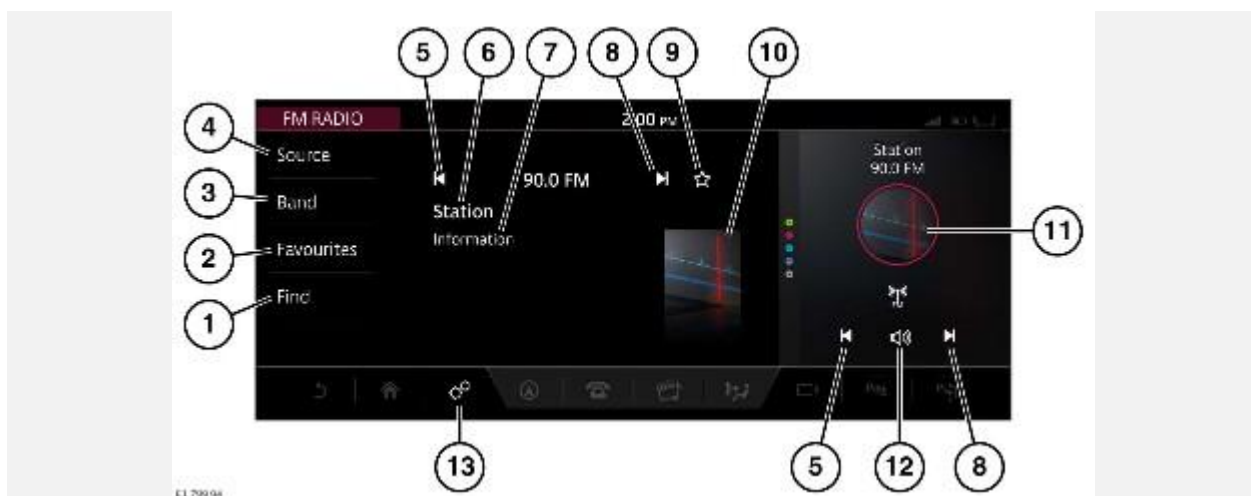 5 6 7 8 9 10
FM RADIO
2:00 PM
4
Source
Station
90.0 FM
90.0 FM
3
Band
Station
Information
11
2
Favourites
1
Find
13
5 12 8